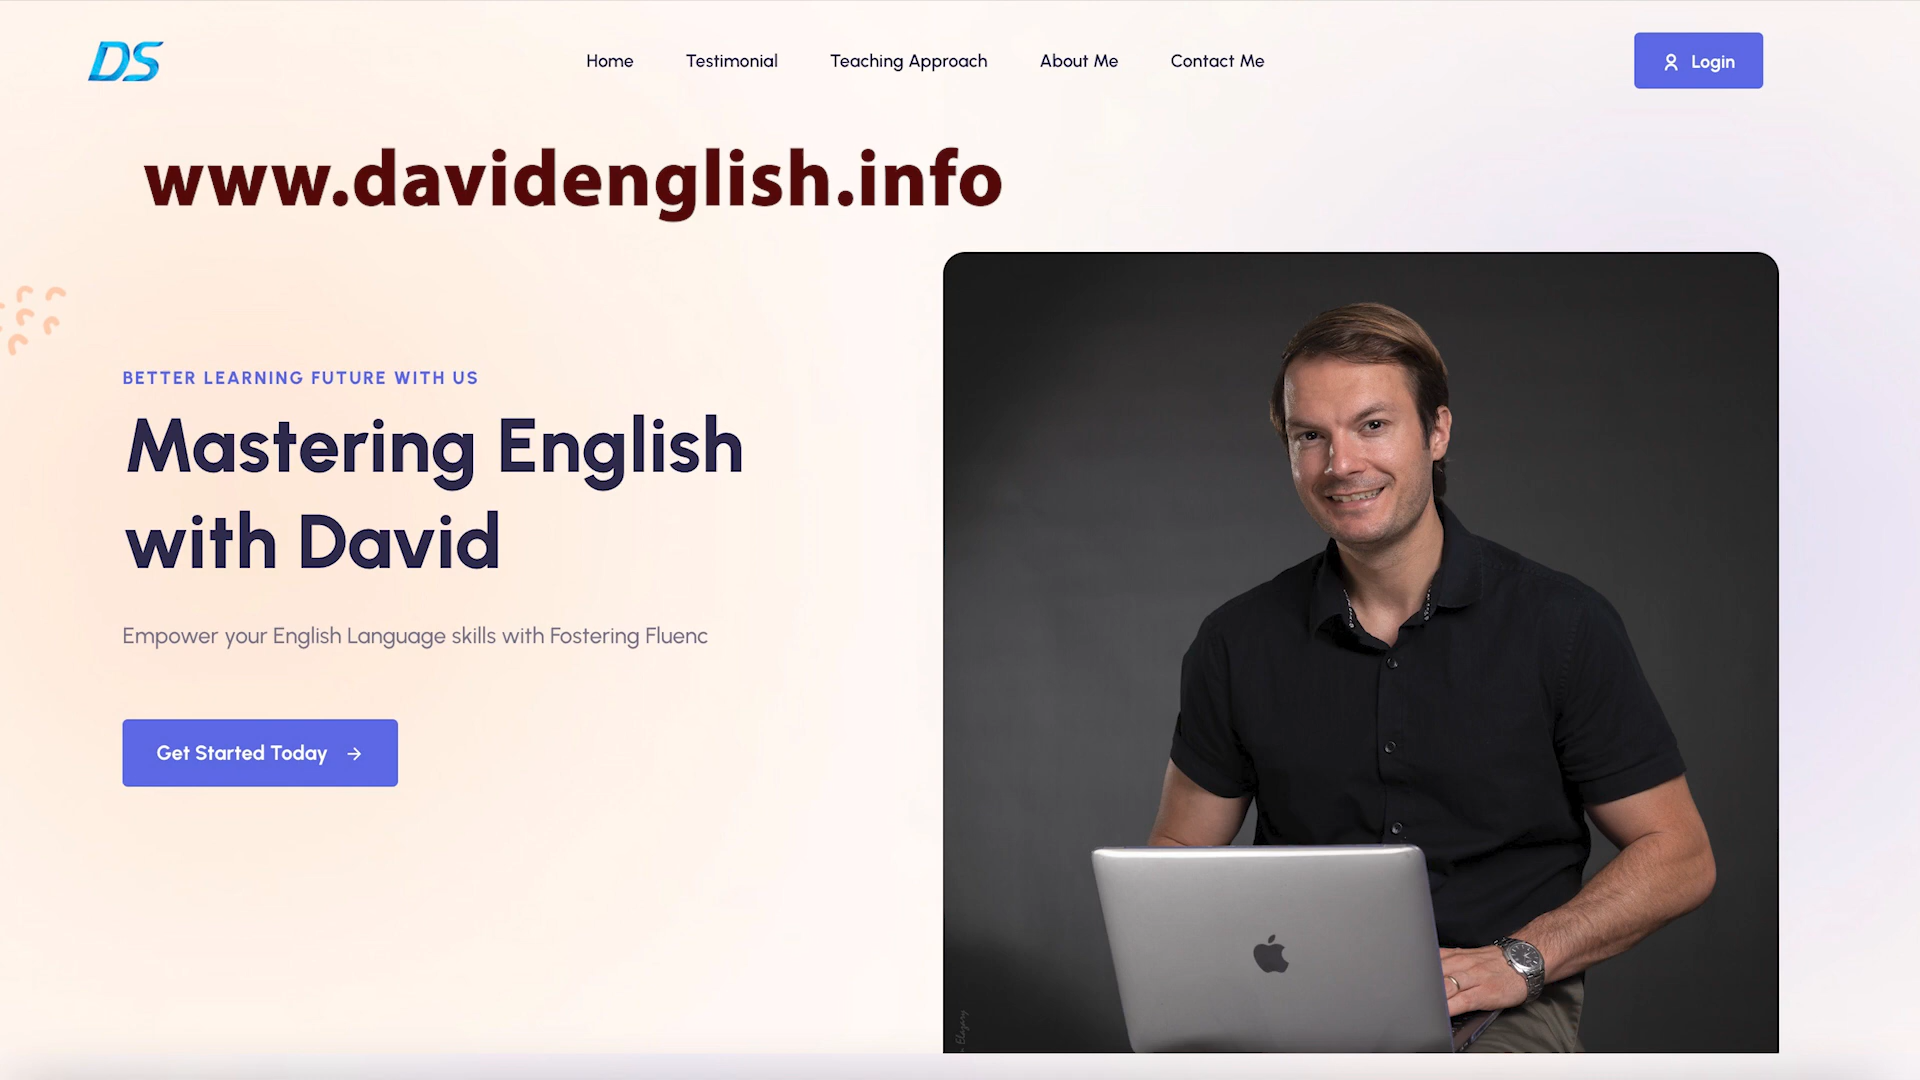 DS
Home
Testimonial
Teaching Approach
About Me
Contact Me
Login
www.davidenglish.info
BETTER LEARNING FUTURE WITH US
Mastering English
with David
Empower your English Language skills with Fostering Fluenc
Get Started Today
Elazary